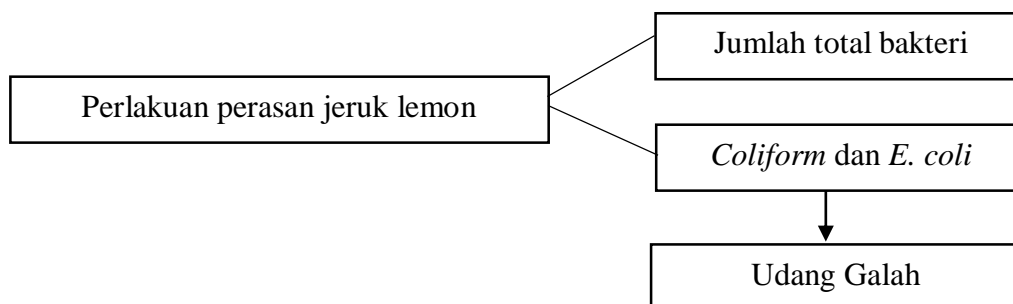 Jumlah total bakteri
Perlakuan perasan jeruk lemon
Coliform dan E. coli
Udang Galah